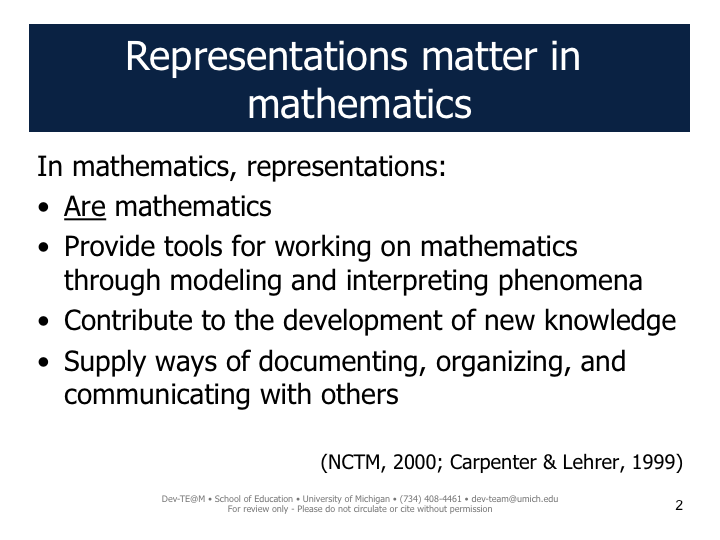 Representations matter in
mathematics
In mathematics, representations:
• Are mathematics
• Provide tools for working on mathematics
through modeling and interpreting phenomena
• Contribute to the development of new knowledge
• Supply ways of documenting, organizing, and
communicating with others
(NCTM, 2000; Carpenter & Lehrer, 1999)
Dev-TE@M • School of Education • University of Michigan • (734) 408-4461 • dev-team@umich.edu
For review only - Please do not circulate or cite without permission
2